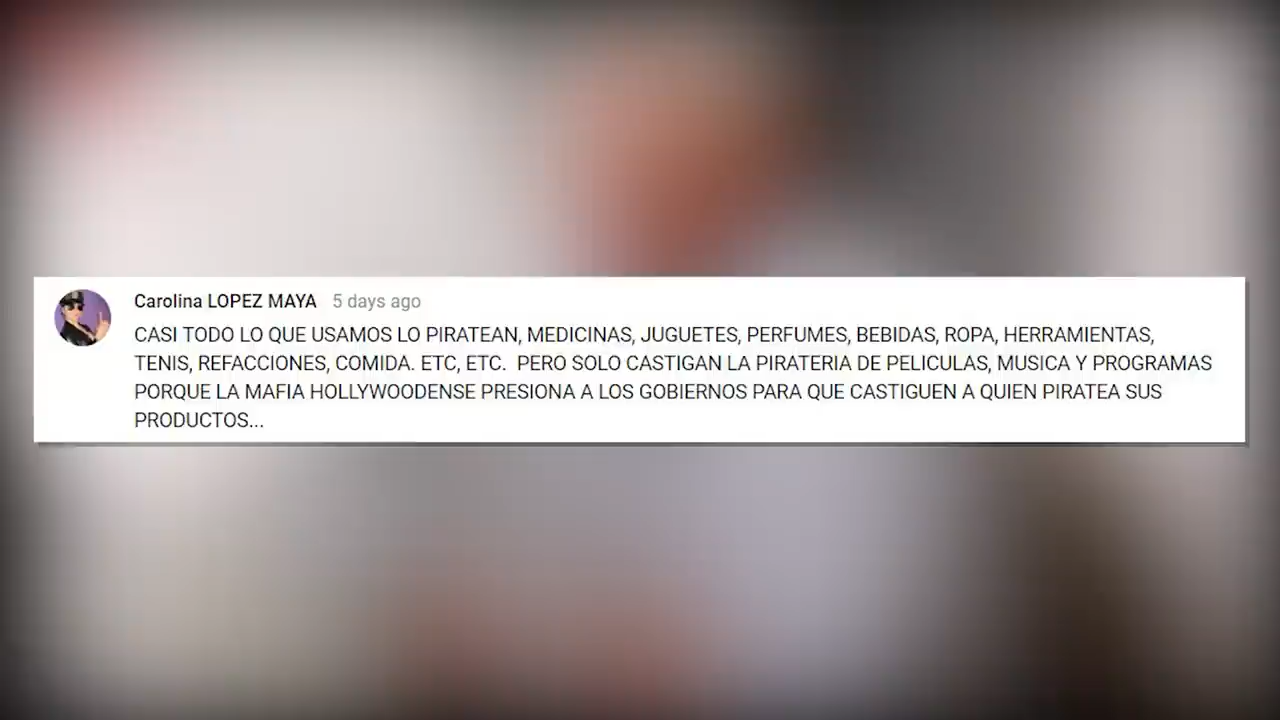 Carolina LOPEZ MAYA 5 days ago
CASI TODO LO QUE USAMOS LO PIRATEAN, MEDICINAS, JUGUETES, PERFUMES, BEBIDAS, ROPA, HERRAMIENTAS,
TENIS, REFACCIONES, COMIDA. ETC, ETC.  PERO SOLO CASTIGAN LA PIRATERIA DE PELICULAS, MUSICA Y PROGRAMAS
PORQUE LA MAFIA HOLLYWOODENSE PRESIONA A LOS GOBIERNOS PARA QUE CASTIGUEN A QUIEN PIRATEA SUS
PRODUCTOS...